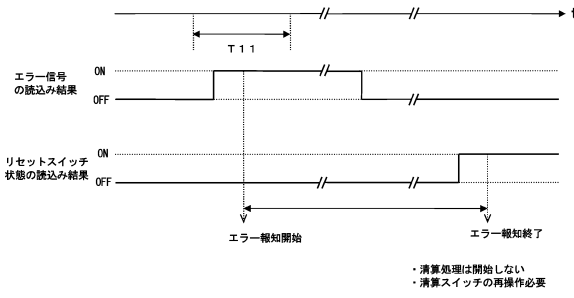 t
T11
エラー信号
の読込み結果
ON
OFF
リセットスイッチ
状態の読込み結果
ON
OFF
エラー報知開始
エラー報知終了
・清算処理は開始しない
・清算スイッチの再操作必要